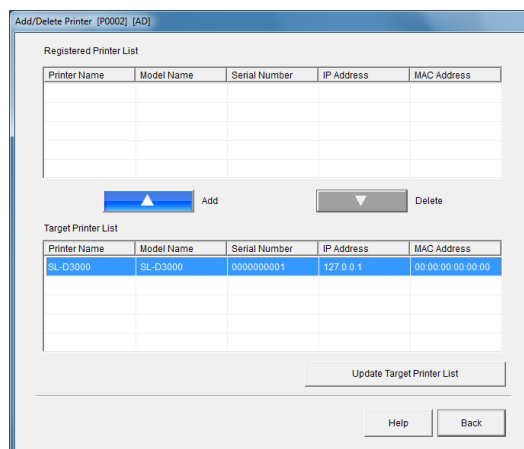 Add/Delete Printer [P0002] [AD]
Registered Printer List
Printer Name Model Name Serial Number IP Address MAC Address
Add Delete
Target Printer List
Printer Name Model Name Serial Number IP Address MAC Address
SL-D3000 SL-D3000 0000000001 127.0.0.1 00:00:00:00:00:00
Update Target Printer List
Help Back